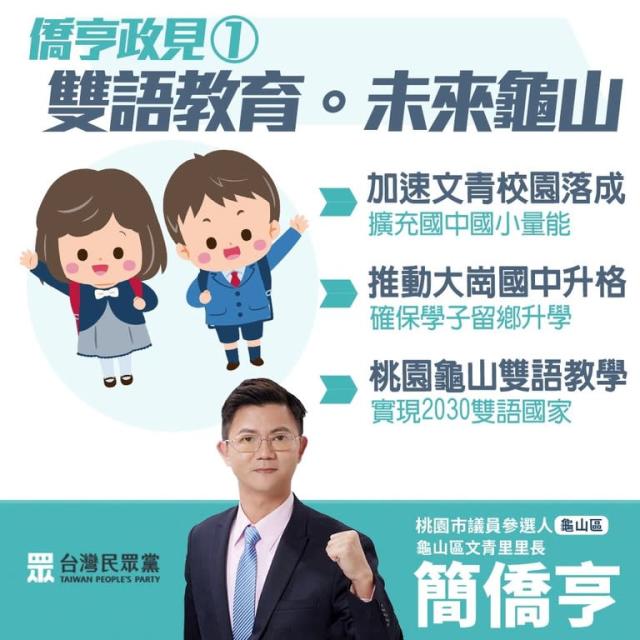 僑亨政見①
雙語教育。未來龜山
加速文青校園落成
擴充國中國小量能
推動大崗國中升格
確保學子留鄉升學
桃園龜山雙語教學
實現2030雙語國家
眾 台灣民眾黨
TAIWAN PEOPLE'S PARTY
桃園市議員參選人 龜山區
龜山區文青里里長
簡僑亨